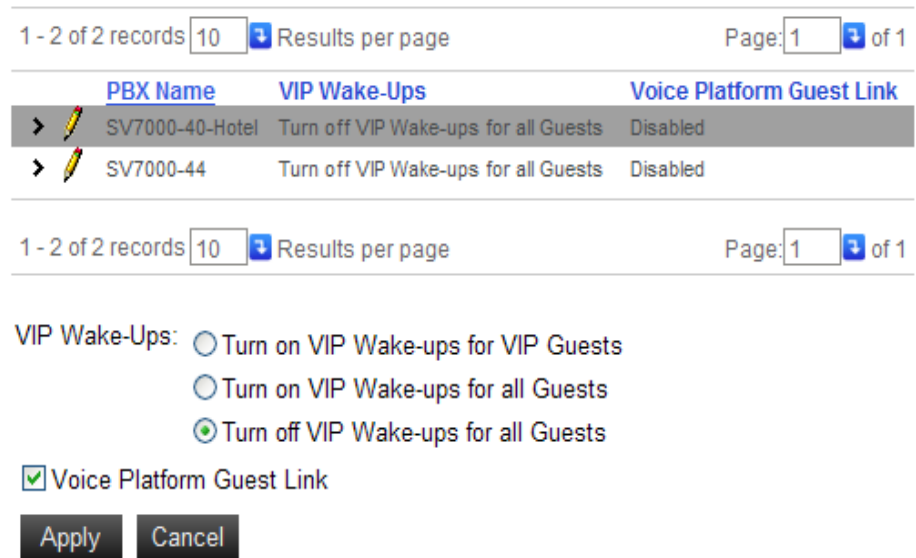 1 - 2 of 2 records 10 Results per page Page: 1 of 1
PBX Name VIP Wake-Ups Voice Platform Guest Link
SV7000-40-Hotel Turn off VIP Wake-ups for all Guests Disabled
SV7000-44 Turn off VIP Wake-ups for all Guests Disabled
1 - 2 of 2 records 10 Results per page Page: 1 of 1
VIP Wake-Ups: Turn on VIP Wake-ups for VIP Guests
Turn on VIP Wake-ups for all Guests
Turn off VIP Wake-ups for all Guests
Voice Platform Guest Link
Apply Cancel